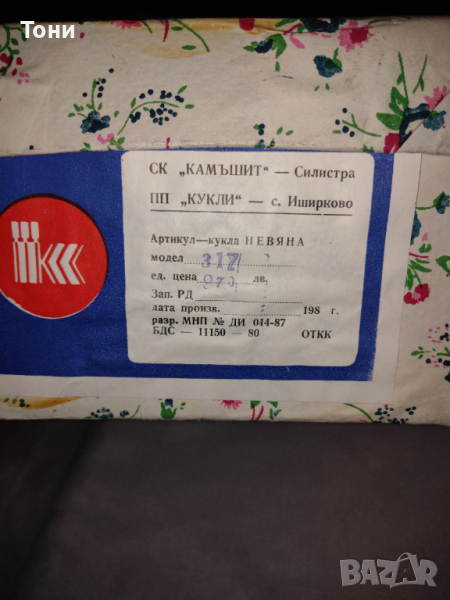 Тони
СК „КАМЪШИТ" — Силистра
ПП „КУКЛИ" — с. Иширково
Артикул—кукла НЕВЯНА
модел
ед. цена лв.
Зап. РД
дата произв. 198 г.
разр. МНП № ДИ 014-87
БДС — 11150 — 80 ОТКК
BAZAR